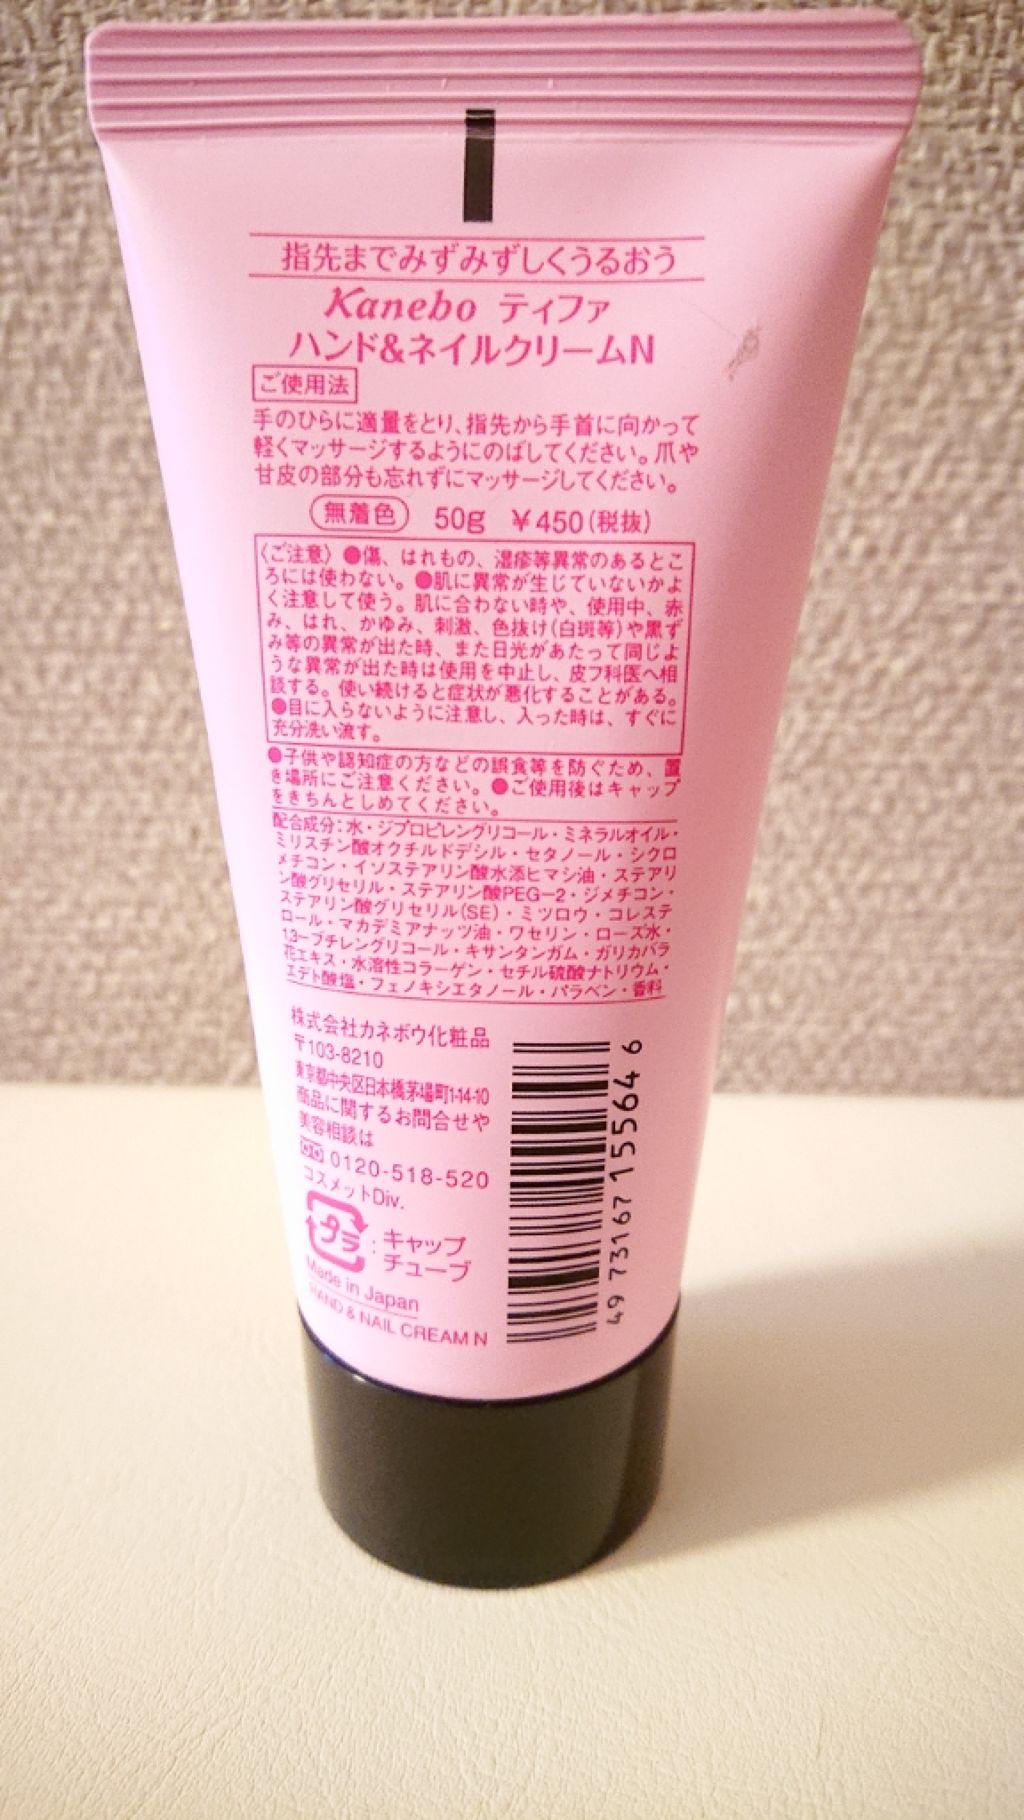 指先までみずみずしくうるおう
Kanebo ティファ
ハンド&ネイルクリームN
ご使用法
手のひらに適量をとり、指先から手首に向かって
軽くマッサージするようにのばしてください。爪や
甘皮の部分も忘れずにマッサージしてください。
無着色 50g ¥450(税抜)
〈ご注意〉●傷、はれもの、湿疹等異常のあるとこ
ろには使わない。●肌に異常が生じていないかよ
く注意して使う。肌に合わない時や、使用中、赤
み、はれ、かゆみ、刺激、色抜け(白斑等)や黒ず
み等の異常が出た時、また日光があたって同じよ
うな異常が出た時は使用を中止し、皮フ科医へ相
談する。使い続けると症状が悪化することがある。
●目に入らないように注意し、入った時は、すぐに
充分洗い流す。
●子供や認知症の方などの誤食等を防ぐため、置
き場所にご注意ください。●ご使用後はキャップ
をきちんとしめてください。
配合成分:水・ジプロピレングリコール・ミネラルオイル・
ミリスチン酸オクチルドデシル・セタノール・シクロ
メチコン・イソステアリン酸水添ヒマシ油・ステアリ
ン酸グリセリル・ステアリン酸PEG-2・ジメチコン・
ステアリン酸グリセリル(SE)・ミツロウ・コレステ
ロール・マカデミアナッツ油・ワセリン・ローズ水・
1,3-ブチレングリコール・キサンタンガム・ガリカバラ
花エキス・水溶性コラーゲン・セチル硫酸ナトリウム・
エデト酸塩・フェノキシエタノール・パラベン・香料
株式会社カネボウ化粧品
〒103-8210
東京都中央区日本橋茅場町1-14-10
商品に関するお問合せや
美容相談は
0120-518-520
コスメットDiv.
プラ : キャップ
チューブ
Made in Japan
HAND & NAIL CREAM N
49 73167 15564 6